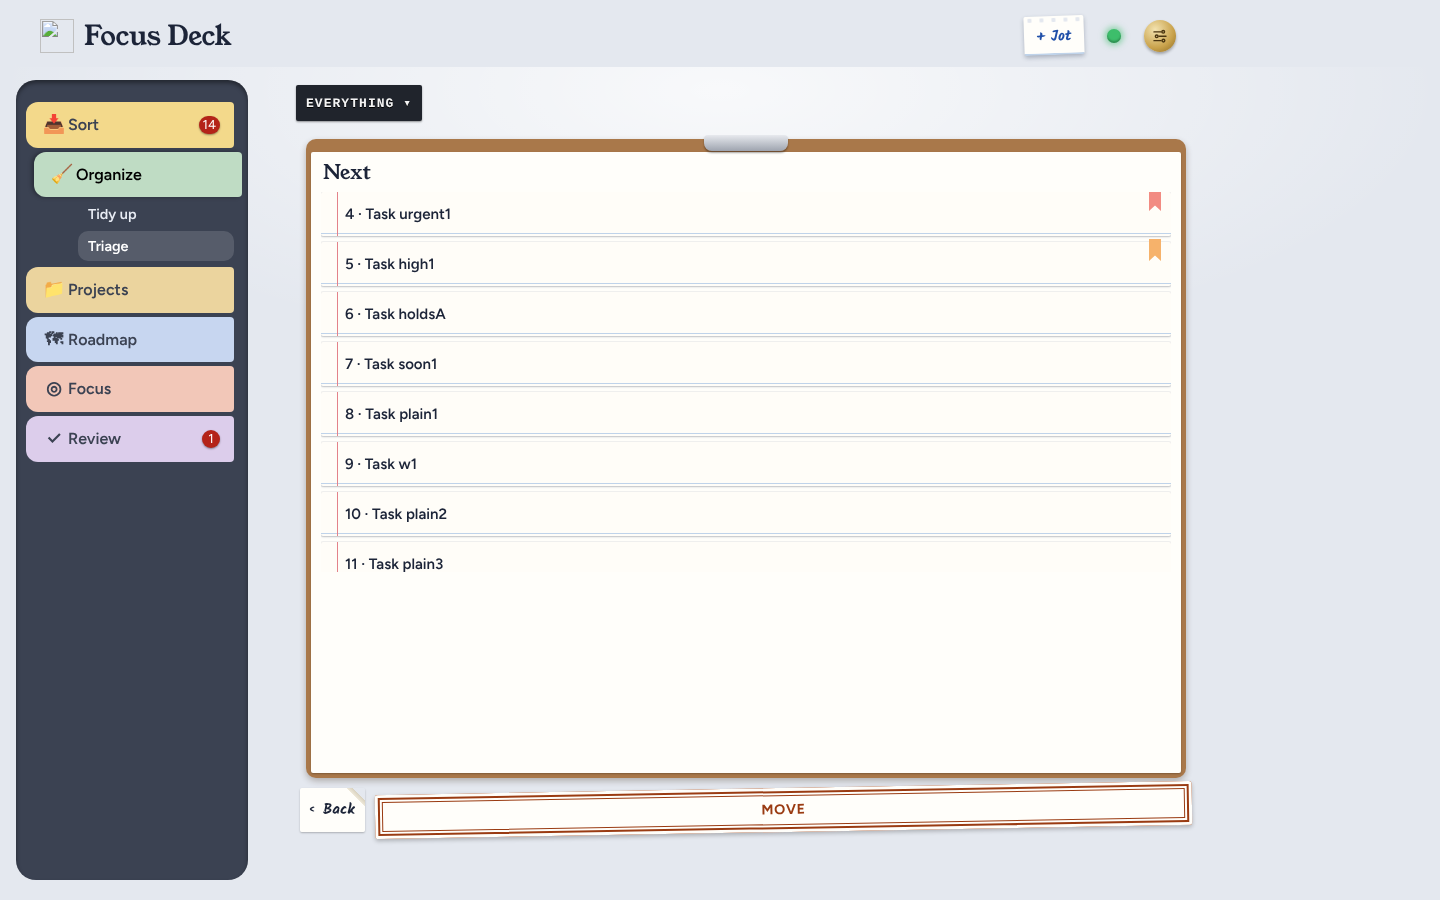 Focus Deck
+ Jot
Sort 14
Organize
Tidy up
Triage
Projects
Roadmap
Focus
Review 1
EVERYTHING ▾
Next
4 · Task urgent1
5 · Task high1
6 · Task holdsA
7 · Task soon1
8 · Task plain1
9 · Task w1
10 · Task plain2
11 · Task plain3
< Back
MOVE